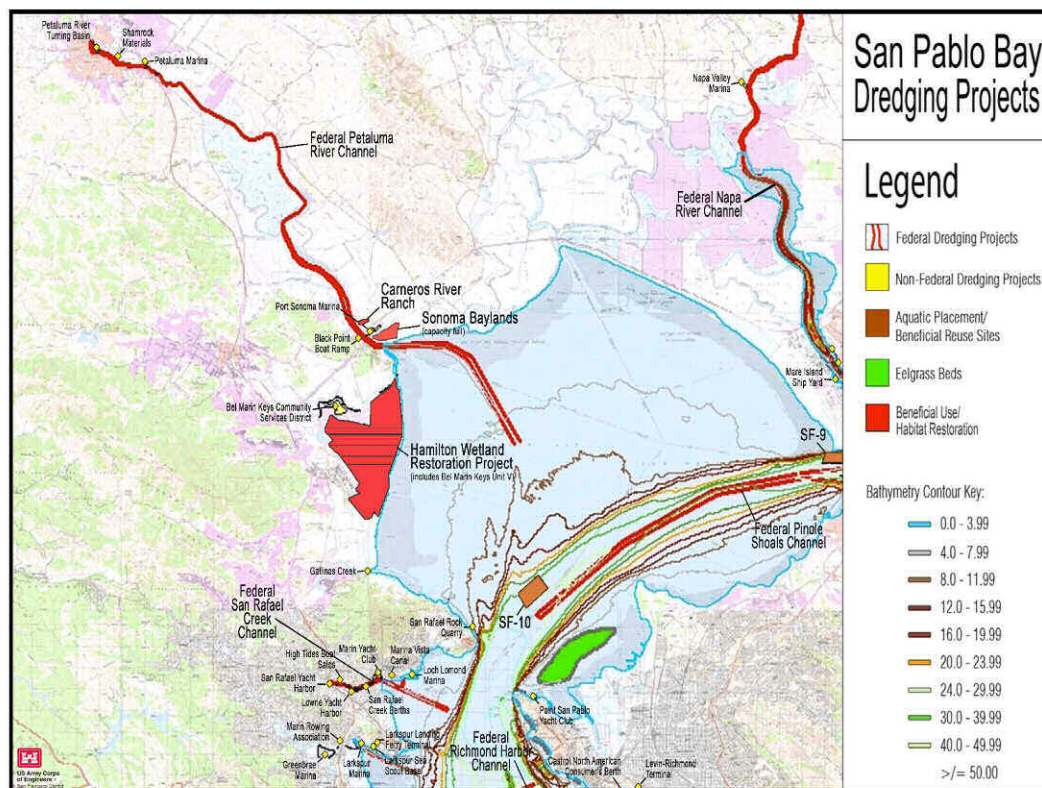 San Pablo Bay
Dredging Projects
Legend
Federal Dredging Projects
Non-Federal Dredging Projects
Aquatic Placement/
Beneficial Reuse Sites
Eelgrass Beds
Beneficial Use/
Habitat Restoration
Bathymetry Contour Key:
0.0 - 3.99
4.0 - 7.99
8.0 - 11.99
12.0 - 15.99
16.0 - 19.99
20.0 - 23.99
24.0 - 29.99
30.0 - 39.99
40.0 - 49.99
>/= 50.00
Petaluma River
Turning Basin
Shamrock
Materials
Petaluma Marina
Federal Petaluma
River Channel
Napa Valley
Marina
Federal Napa
River Channel
Carneros River
Ranch
Port Sonoma Marina
Sonoma Baylands
(capacity full)
Black Point
Boat Ramp
Mare Island
Ship Yard
Bel Marin Keys Community
Services District
Hamilton Wetland
Restoration Project
(includes Bel Marin Keys Unit V)
SF-9
Federal Pinole
Shoals Channel
Gallinas Creek
SF-10
Federal
San Rafael
Creek
Channel
San Rafael Rock
Quarry
High Tides Boat
Sales
Marin Yacht
Club
Marina Vista
Canal
Loch Lomond
Marina
San Rafael Yacht
Harbor
Lowrie Yacht
Harbor
San Rafael
Creek Berths
Point San Pablo
Yacht Club
Marin Rowing
Association
Larkspur Landing
Ferry Terminal
Greenbrae
Marina
Larkspur
Marina
Larkspur Sea
Scout Base
Federal
Richmond Harbor
Channel
Castrol North American
Consumer's Berth
Levin-Richmond
Terminal
US Army Corps
of Engineers
San Francisco District